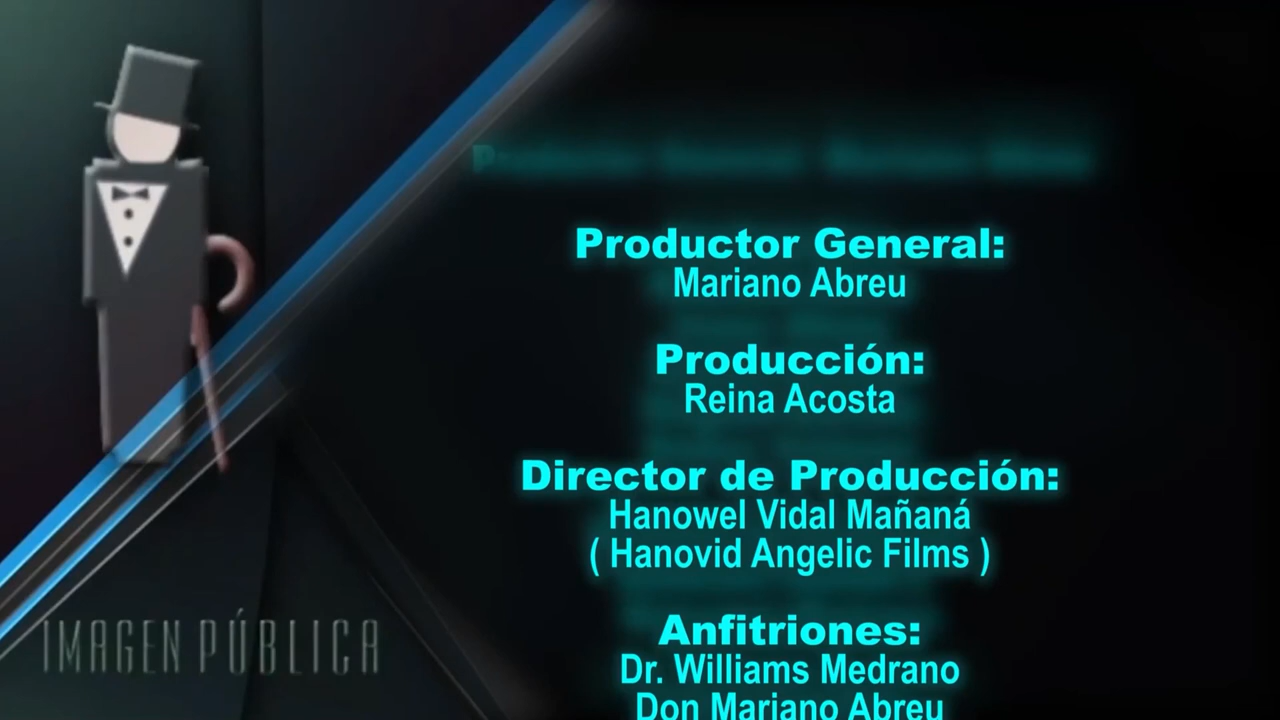 Productor General:
Mariano Abreu
Producción:
Reina Acosta
Director de Producción:
Hanowel Vidal Mañaná
( Hanovid Angelic Films )
Anfitriones:
Dr. Williams Medrano
Don Mariano Abreu
IMAGEN PÚBLICA